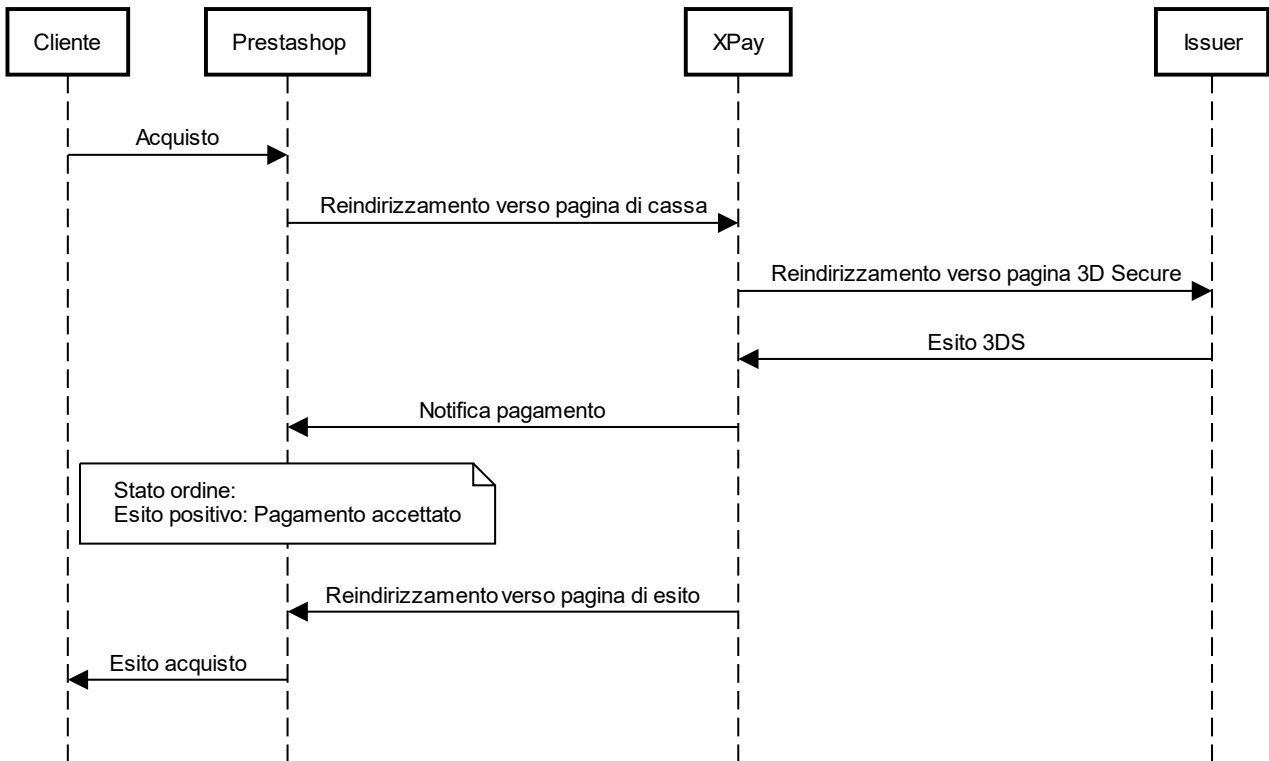 Cliente
Prestashop
XPay
Issuer
Acquisto
Reindirizzamento verso pagina di cassa
Reindirizzamento verso pagina 3D Secure
Esito 3DS
Notifica pagamento
Stato ordine:
Esito positivo: Pagamento accettato
Reindirizzamento verso pagina di esito
Esito acquisto